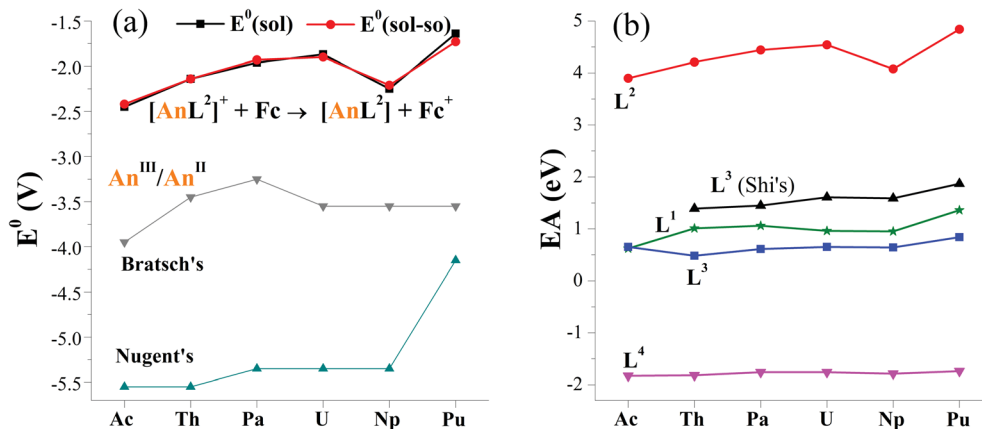 (a)
E⁰(sol)
E⁰(sol-so)
-1.5
-2.0
-2.5
-3.0
-3.5
-4.0
-4.5
-5.0
-5.5
E⁰ (V)
[AnL²]⁺ + Fc → [AnL²] + Fc⁺
Anᴵᴵᴵ/Anᴵᴵ
Bratsch's
Nugent's
Ac Th Pa U Np Pu
(b)
5
4
3
2
1
0
-1
-2
EA (eV)
L²
L³ (Shi's)
L¹
L³
L⁴
Ac Th Pa U Np Pu